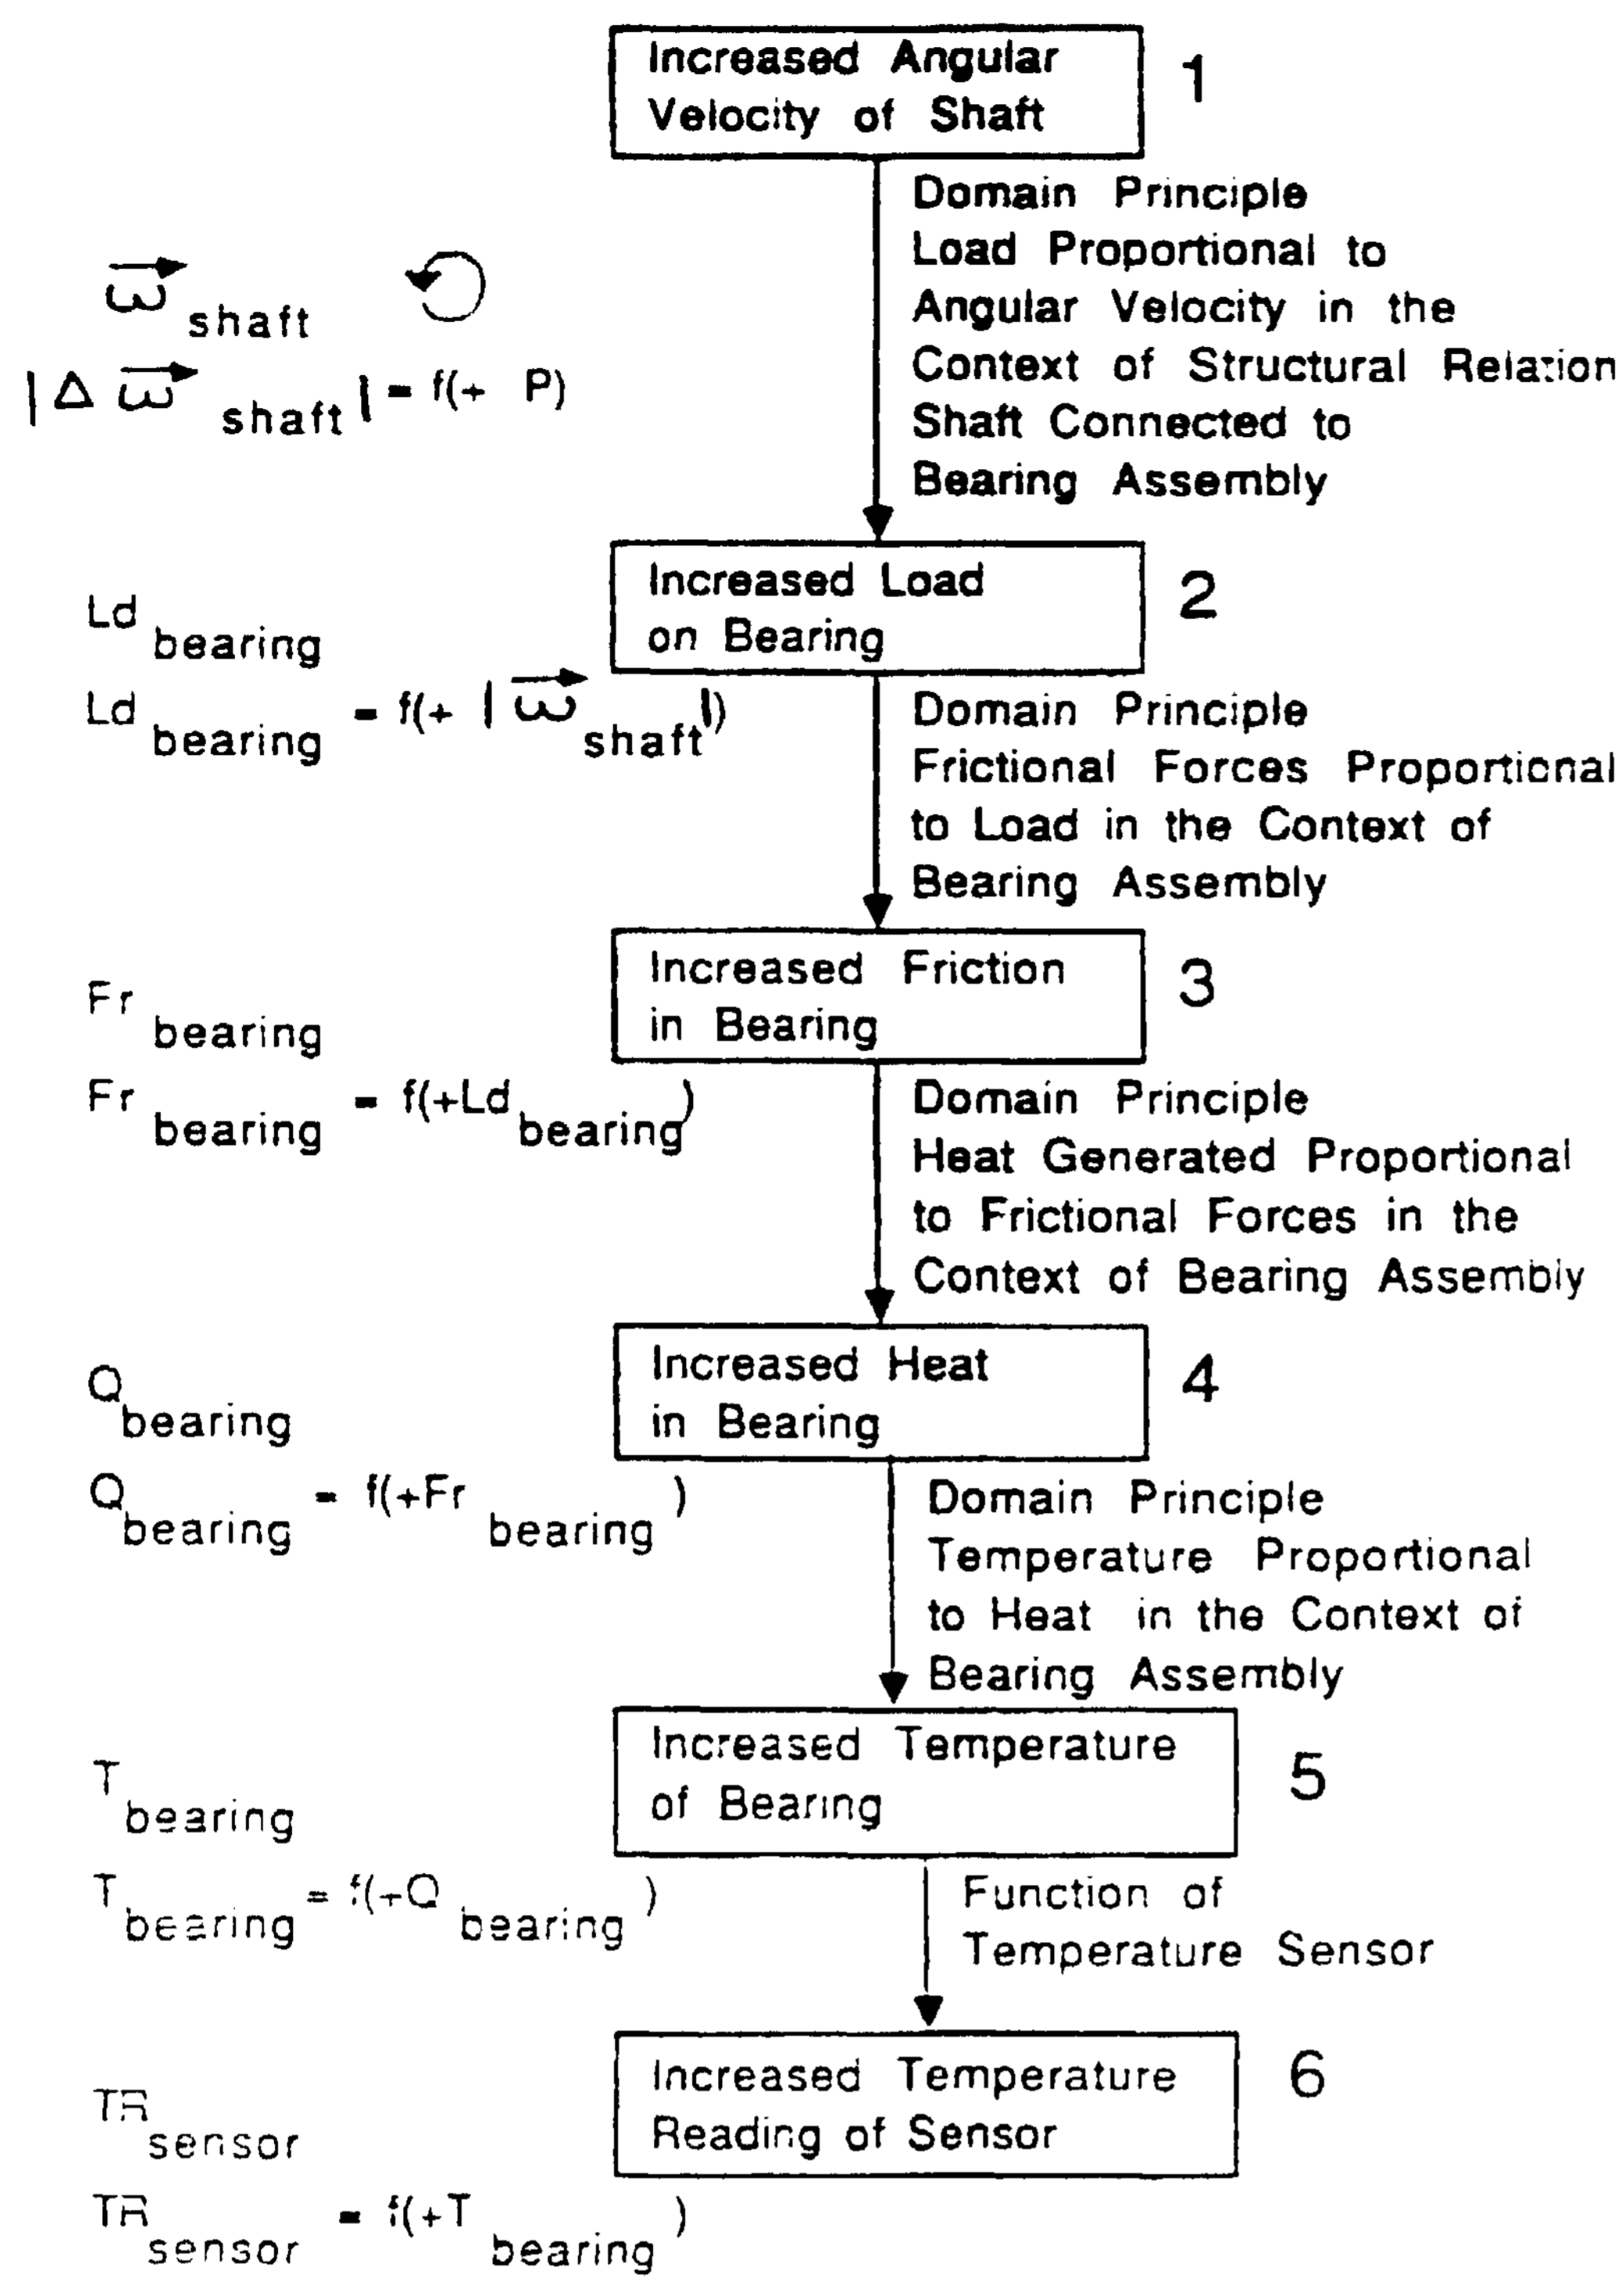 Increased Angular
Velocity of Shaft
1
Domain Principle
Load Proportional to
Angular Velocity in the
Context of Structural Relation
Shaft Connected to
Bearing Assembly
ω shaft
|Δ ω shaft| = f(+ P)
Increased Load
on Bearing
2
Ld bearing
Ld bearing = f(+ |ω shaft|)
Domain Principle
Frictional Forces Proportional
to Load in the Context of
Bearing Assembly
Increased Friction
in Bearing
3
Fr bearing
Fr bearing = f(+Ld bearing)
Domain Principle
Heat Generated Proportional
to Frictional Forces in the
Context of Bearing Assembly
Increased Heat
in Bearing
4
Q bearing
Q bearing = f(+Fr bearing)
Domain Principle
Temperature Proportional
to Heat in the Context of
Bearing Assembly
Increased Temperature
of Bearing
5
T bearing
T bearing = f(+Q bearing)
Function of
Temperature Sensor
Increased Temperature
Reading of Sensor
6
TR sensor
TR sensor = f(+T bearing)